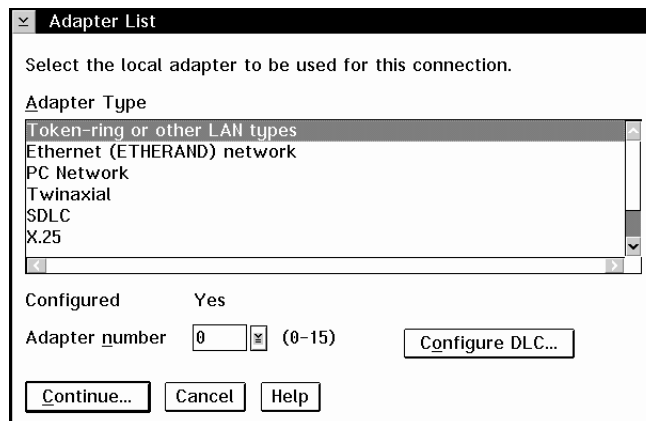 Adapter List
Select the local adapter to be used for this connection.
Adapter Type
Token-ring or other LAN types
Ethernet (ETHERAND) network
PC Network
Twinaxial
SDLC
X.25
Configured Yes
Adapter number 0 (0-15) Configure DLC...
Continue... Cancel Help